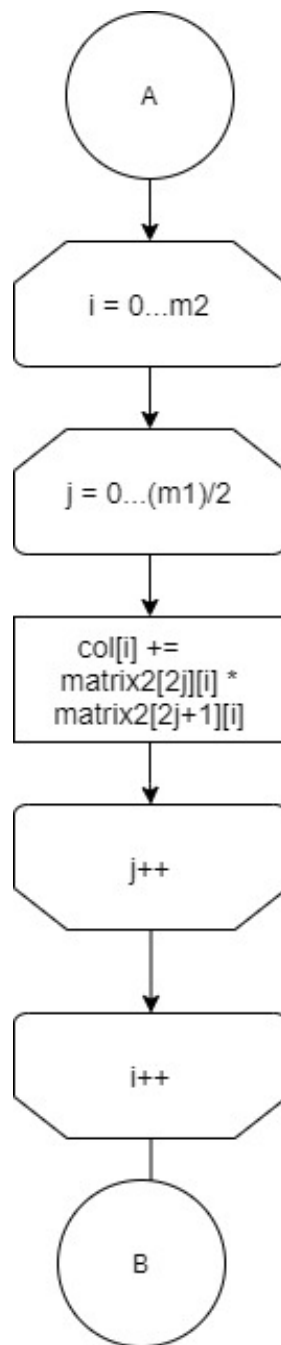 A
i = 0...m2
j = 0...(m1)/2
col[i] +=
matrix2[2j][i] *
matrix2[2j+1][i]
j++
i++
B